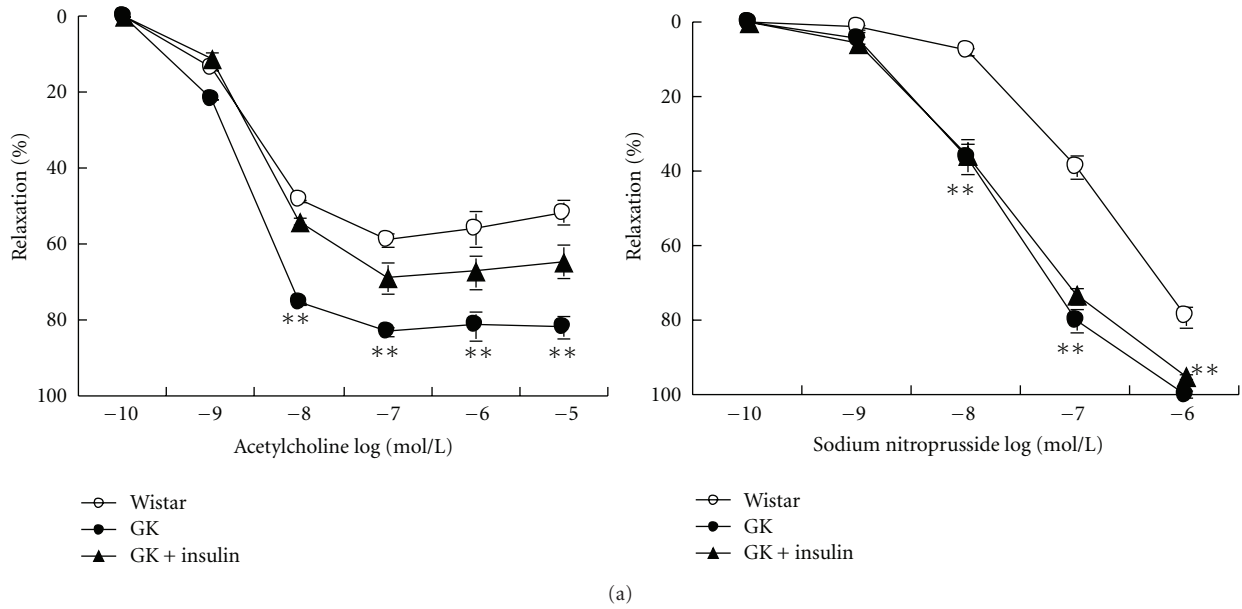 0
20
40
60
80
100
Relaxation (%)
** ** ** **
−10 −9 −8 −7 −6 −5
Acetylcholine log (mol/L)
Wistar
GK
GK + insulin
0
20
40
60
80
100
Relaxation (%)
**
**
**
−10 −9 −8 −7 −6
Sodium nitroprusside log (mol/L)
Wistar
GK
GK + insulin
(a)